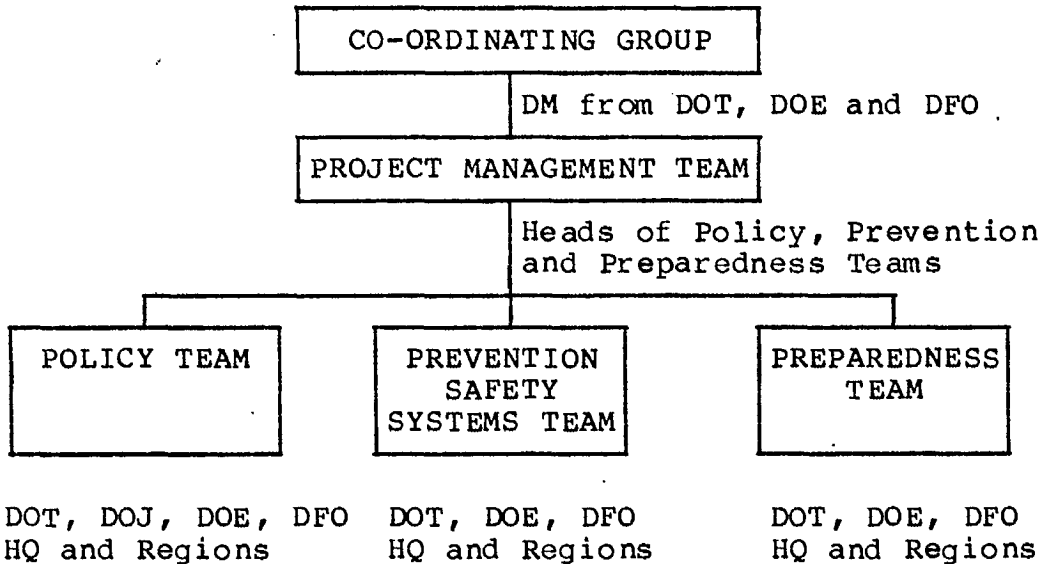 CO-ORDINATING GROUP
DM from DOT, DOE and DFO
PROJECT MANAGEMENT TEAM
Heads of Policy, Prevention
and Preparedness Teams
POLICY TEAM
PREVENTION
SAFETY
SYSTEMS TEAM
PREPAREDNESS
TEAM
DOT, DOJ, DOE, DFO
HQ and Regions
DOT, DOE, DFO
HQ and Regions
DOT, DOE, DFO
HQ and Regions